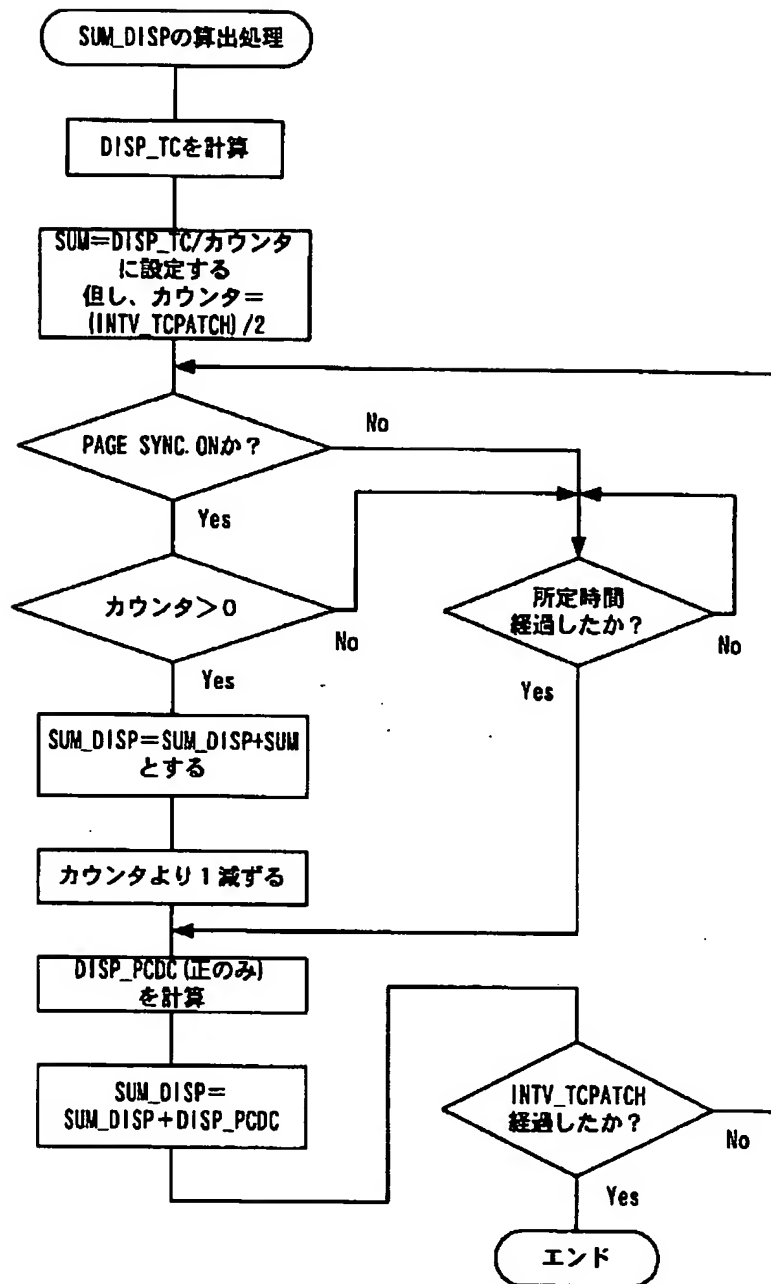 SUM_DISPの算出処理
DISP_TCを計算
SUM=DISP_TC/カウンタ
に設定する
但し、カウンタ=
(INTV_TCPATCH)/2
PAGE SYNC.ONか?
No
Yes
カウンタ>0
No
Yes
所定時間
経過したか?
No
Yes
SUM_DISP=SUM_DISP+SUM
とする
カウンタより1減ずる
DISP_PCDC(正のみ)
を計算
SUM_DISP=
SUM_DISP+DISP_PCDC
INTV_TCPATCH
経過したか?
No
Yes
エンド